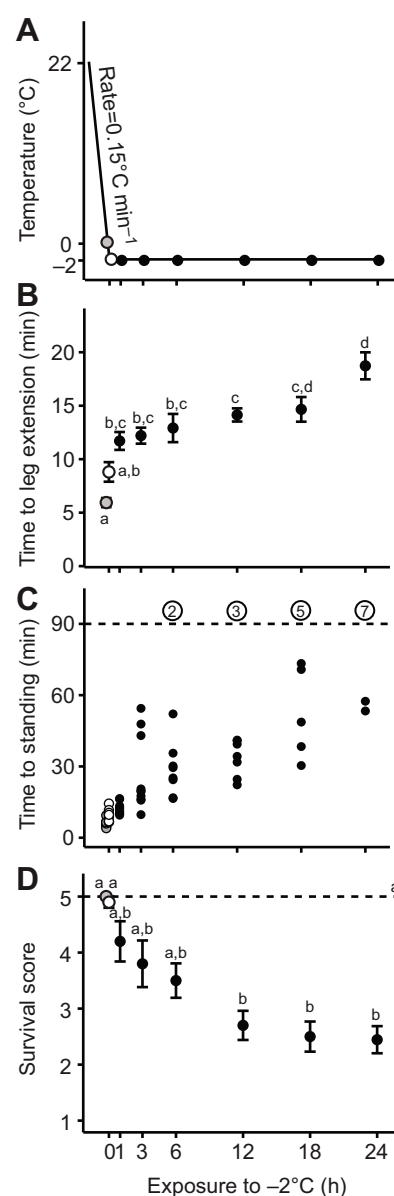 A
Temperature (°C)
22
0
–2
Rate=0.15°C min–1
B
Time to leg extension (min)
20
15
10
5
0
a
a,b
b,c
b,c
b,c
c
c,d
d
C
Time to standing (min)
90
60
30
0
2
3
5
7
D
Survival score
5
4
3
2
1
a
a
a,b
a,b
a,b
b
b
b
a
0
1
3
6
12
18
24
Exposure to –2°C (h)